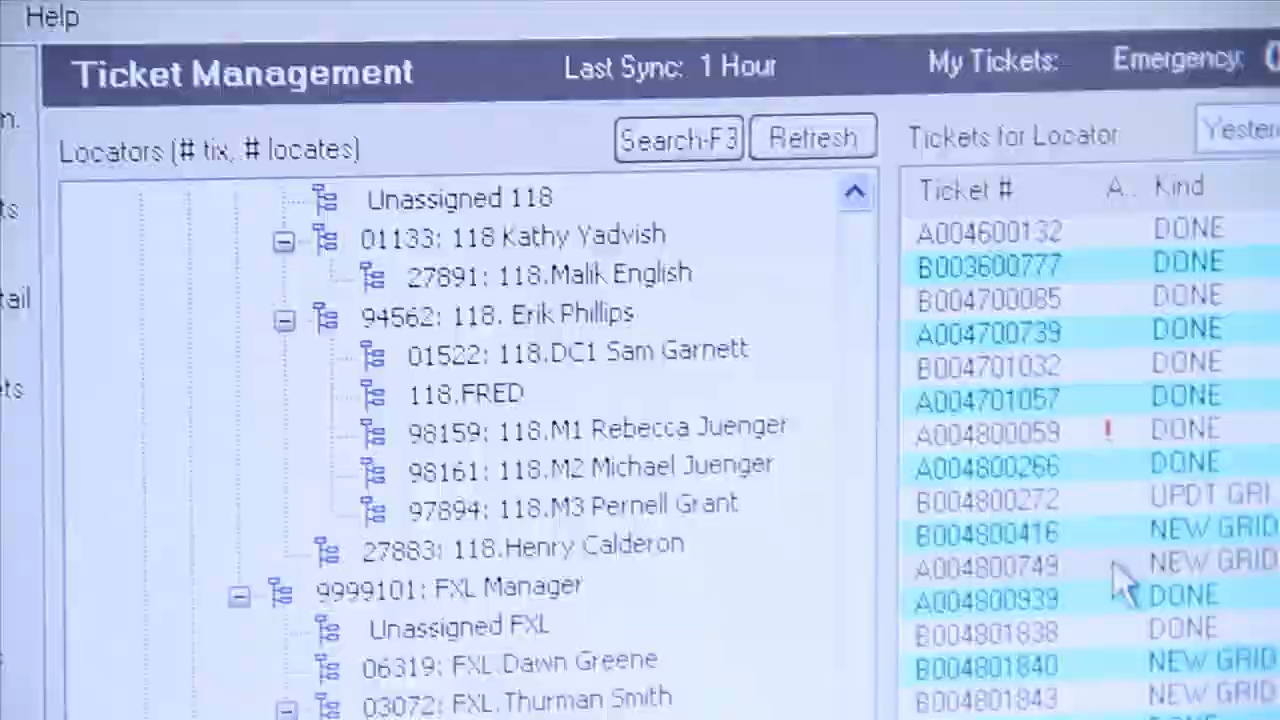 Help
Ticket Management Last Sync: 1 Hour My Tickets: Emergency:
Locators (# tix, # locates) Search-F3 Refresh Tickets for Locator
Unassigned 118
01133: 118 Kathy Yadvish
27891: 118.Malik English
94562: 118. Erik Phillips
01522: 118.DC1 Sam Garnett
118.FRED
98159: 118.M1 Rebecca Juenger
98161: 118.M2 Michael Juenger
97894: 118.M3 Pernell Grant
27883: 118.Henry Calderon
9999101: FXL Manager
Unassigned FXL
06319: FXL.Dawn Greene
03072: FXL.Thurman Smith
Ticket # A.. Kind
A004600132 DONE
B003600777 DONE
B004700085 DONE
A004700739 DONE
B004701032 DONE
A004701057 DONE
A004800059 ! DONE
A004800266 DONE
B004800272 UPDT GRI
B004800416 NEW GRID
A004800749 NEW GRID
A004800939 DONE
B004801838 DONE
B004801840 NEW GRID
B004801843 NEW GRID